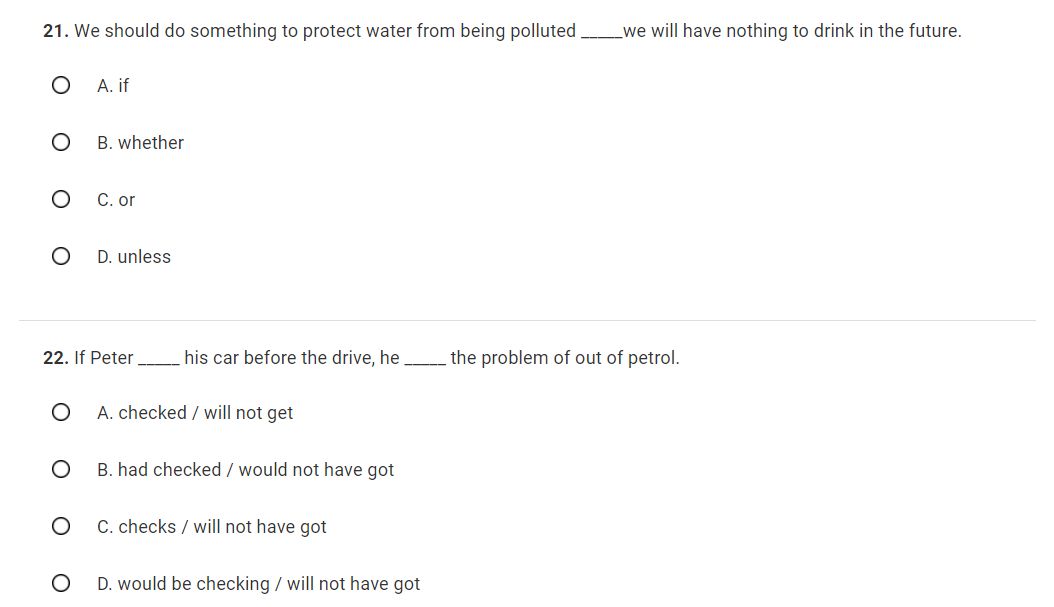 21. We should do something to protect water from being polluted _____we will have nothing to drink in the future.
A. if
B. whether
C. or
D. unless
22. If Peter _____ his car before the drive, he _____ the problem of out of petrol.
A. checked / will not get
B. had checked / would not have got
C. checks / will not have got
D. would be checking / will not have got